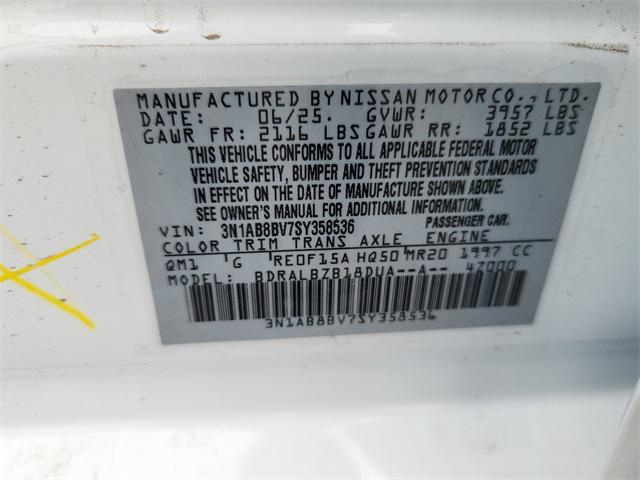 MANUFACTURED BY NISSAN MOTOR CO., LTD.
DATE: 06/25. GVWR: 3957 LBS
GAWR FR: 2116 LBS GAWR RR: 1852 LBS
THIS VEHICLE CONFORMS TO ALL APPLICABLE FEDERAL MOTOR
VEHICLE SAFETY, BUMPER AND THEFT PREVENTION STANDARDS
IN EFFECT ON THE DATE OF MANUFACTURE SHOWN ABOVE.
SEE OWNER'S MANUAL FOR ADDITIONAL INFORMATION.
VIN: 3N1AB8BV7SY358536 PASSENGER CAR.
COLOR TRIM TRANS AXLE ENGINE
QM1 'G RE0F15A HQ50 MR20 1997 CC
MODEL: BDRALBZB18DUA--A-- 47000
3N1AB8BV7SY358536